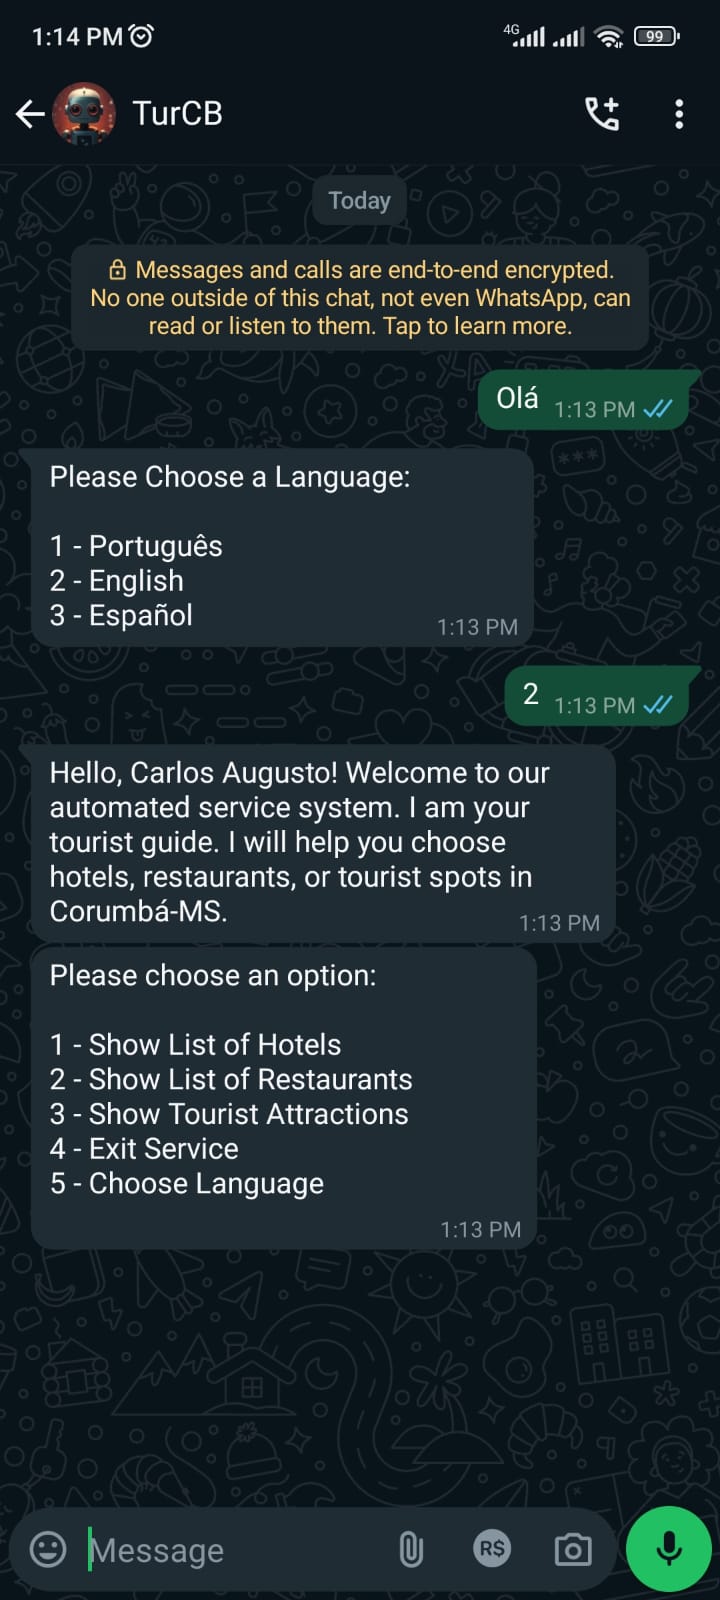 1:14 PM
4G
99
TurCB
Today
Messages and calls are end-to-end encrypted.
No one outside of this chat, not even WhatsApp, can
read or listen to them. Tap to learn more.
Olá 1:13 PM
Please Choose a Language:
1 - Português
2 - English
3 - Español
1:13 PM
2 1:13 PM
Hello, Carlos Augusto! Welcome to our
automated service system. I am your
tourist guide. I will help you choose
hotels, restaurants, or tourist spots in
Corumbá-MS.
1:13 PM
Please choose an option:
1 - Show List of Hotels
2 - Show List of Restaurants
3 - Show Tourist Attractions
4 - Exit Service
5 - Choose Language
1:13 PM
Message
R$